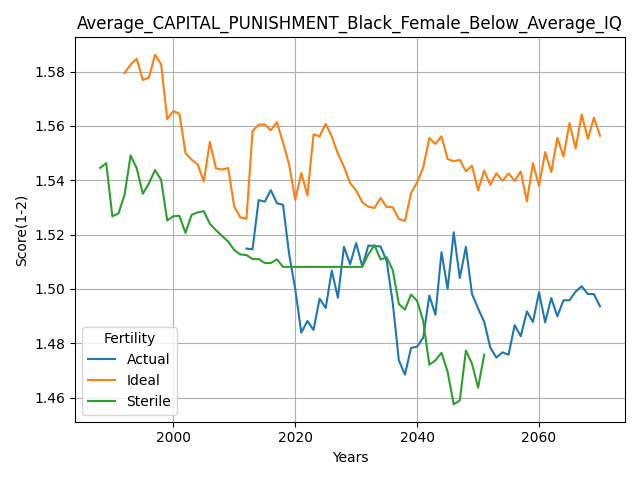 Average_CAPITAL_PUNISHMENT_Black_Female_Below_Average_IQ
Score(1-2)
1.58
1.56
1.54
1.52
1.50
1.48
1.46
Fertility
Actual
Ideal
Sterile
2000 2020 2040 2060
Years